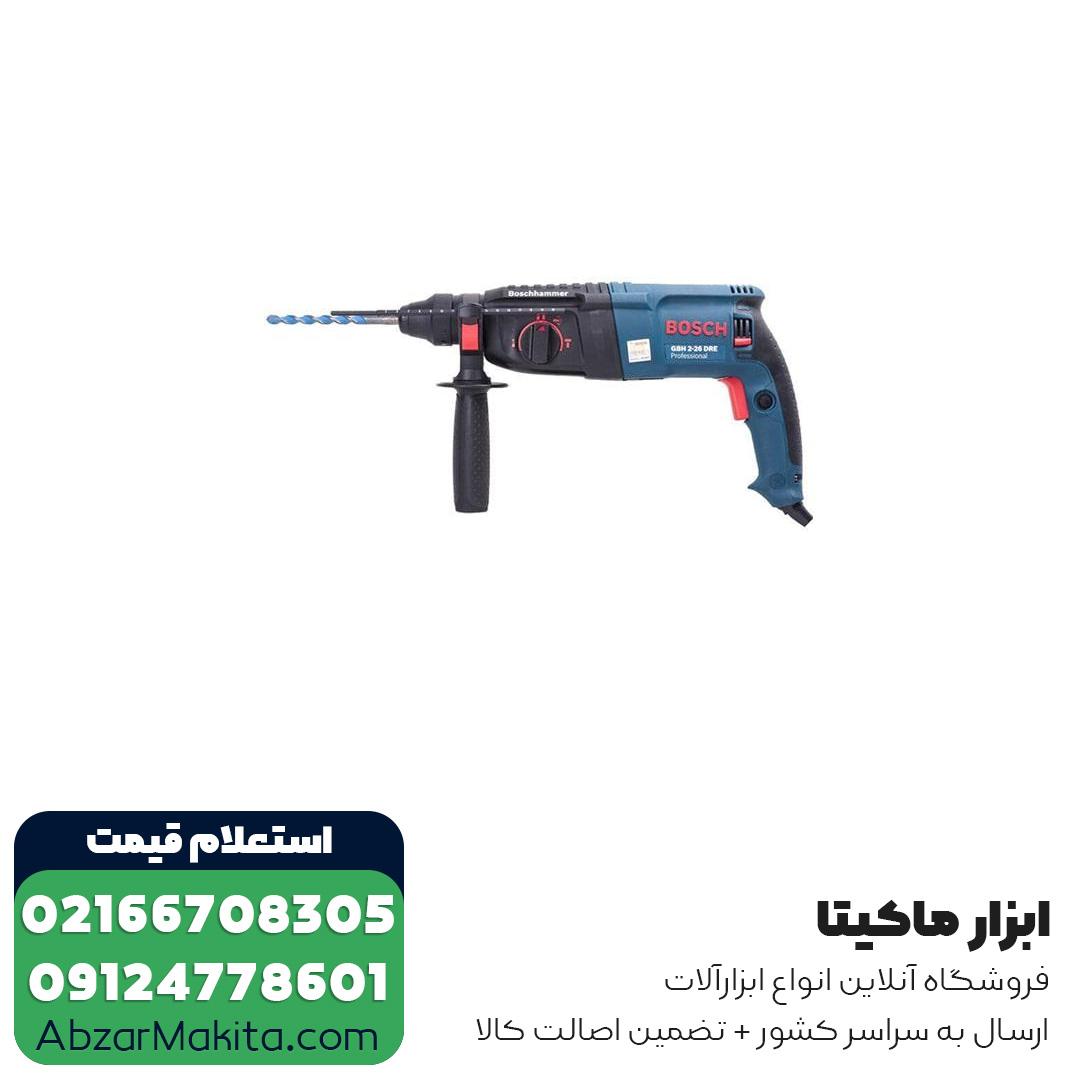 Boschhammer
BOSCH
GBH 2-26 DRE
Professional
استعلام قیمت
02166708305
09124778601
AbzarMakita.com
ابزار ماکیتا
فروشگاه آنلاین انواع ابزارآلات
ارسال به سراسر کشور + تضمین اصالت کالا